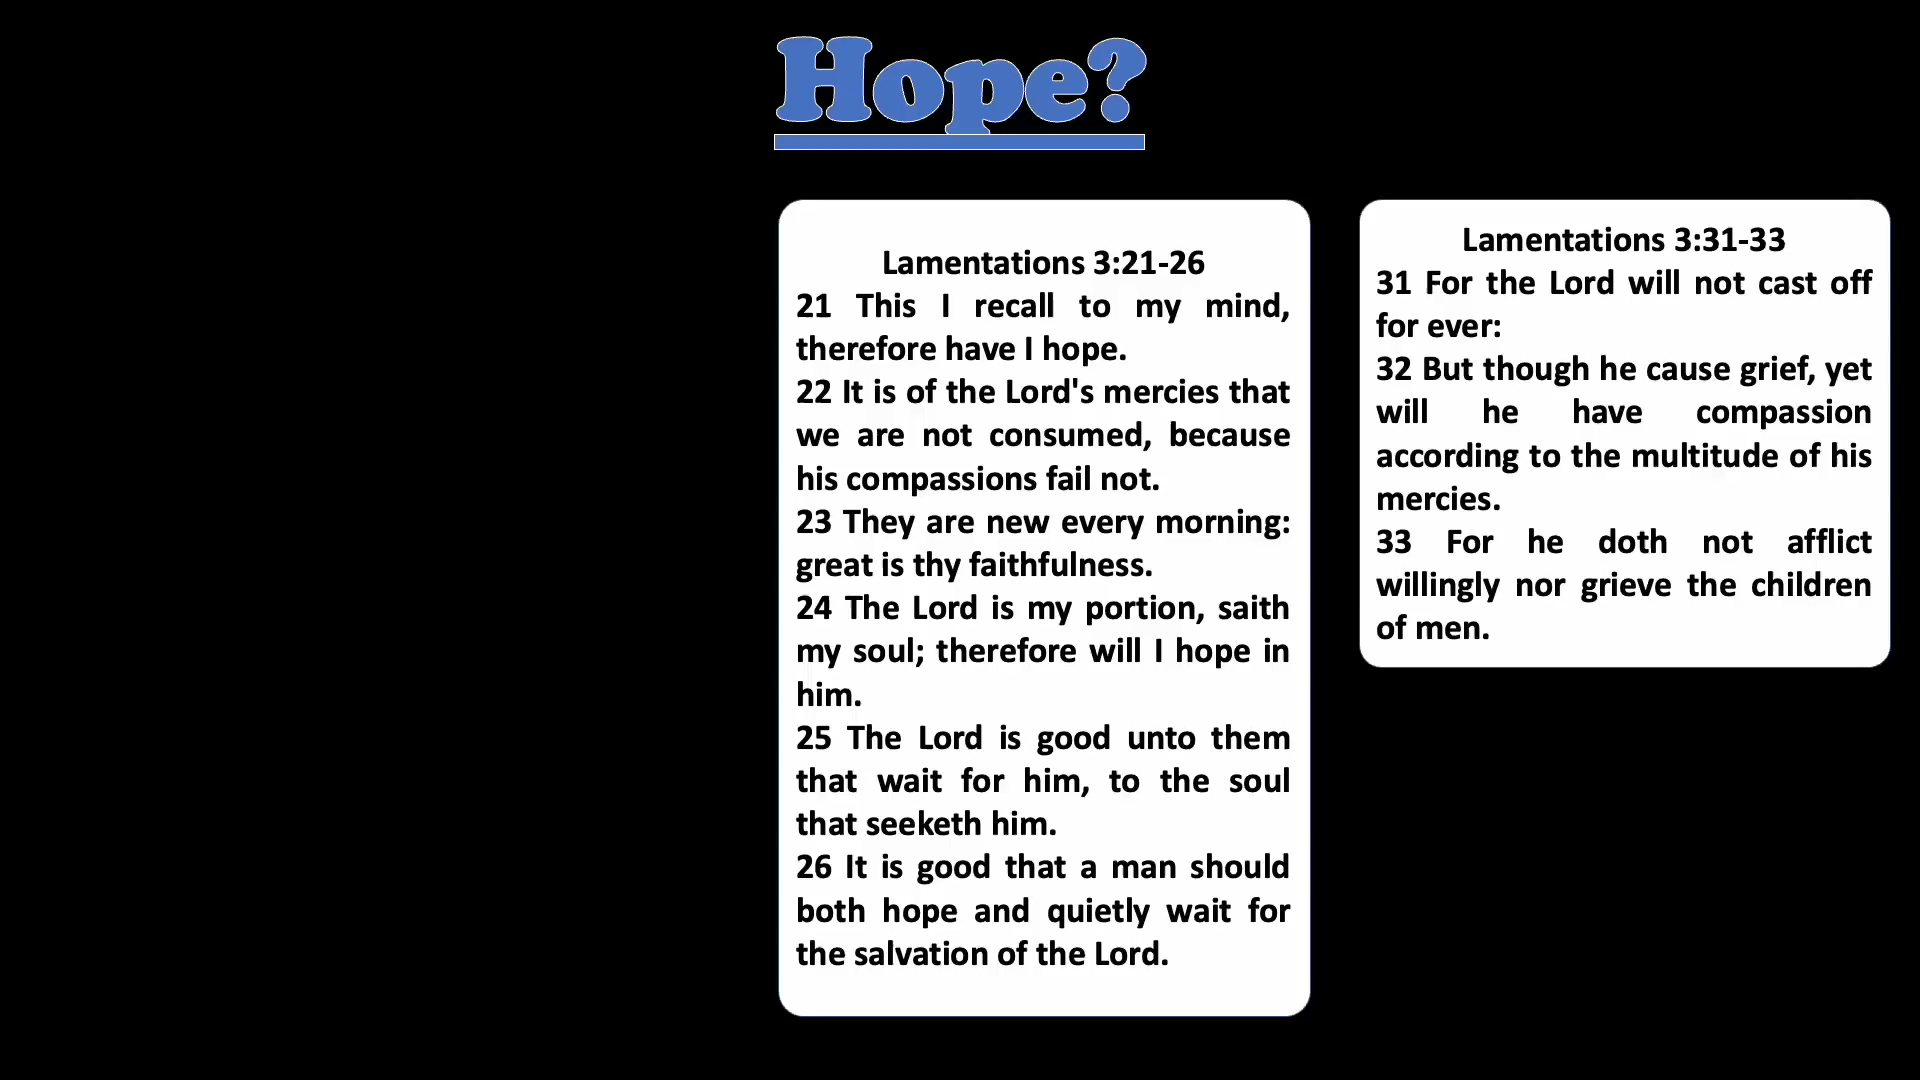 Hope?
Lamentations 3:21-26
21 This I recall to my mind,
therefore have I hope.
22 It is of the Lord's mercies that
we are not consumed, because
his compassions fail not.
23 They are new every morning:
great is thy faithfulness.
24 The Lord is my portion, saith
my soul; therefore will I hope in
him.
25 The Lord is good unto them
that wait for him, to the soul
that seeketh him.
26 It is good that a man should
both hope and quietly wait for
the salvation of the Lord.
Lamentations 3:31-33
31 For the Lord will not cast off
for ever:
32 But though he cause grief, yet
will he have compassion
according to the multitude of his
mercies.
33 For he doth not afflict
willingly nor grieve the children
of men.